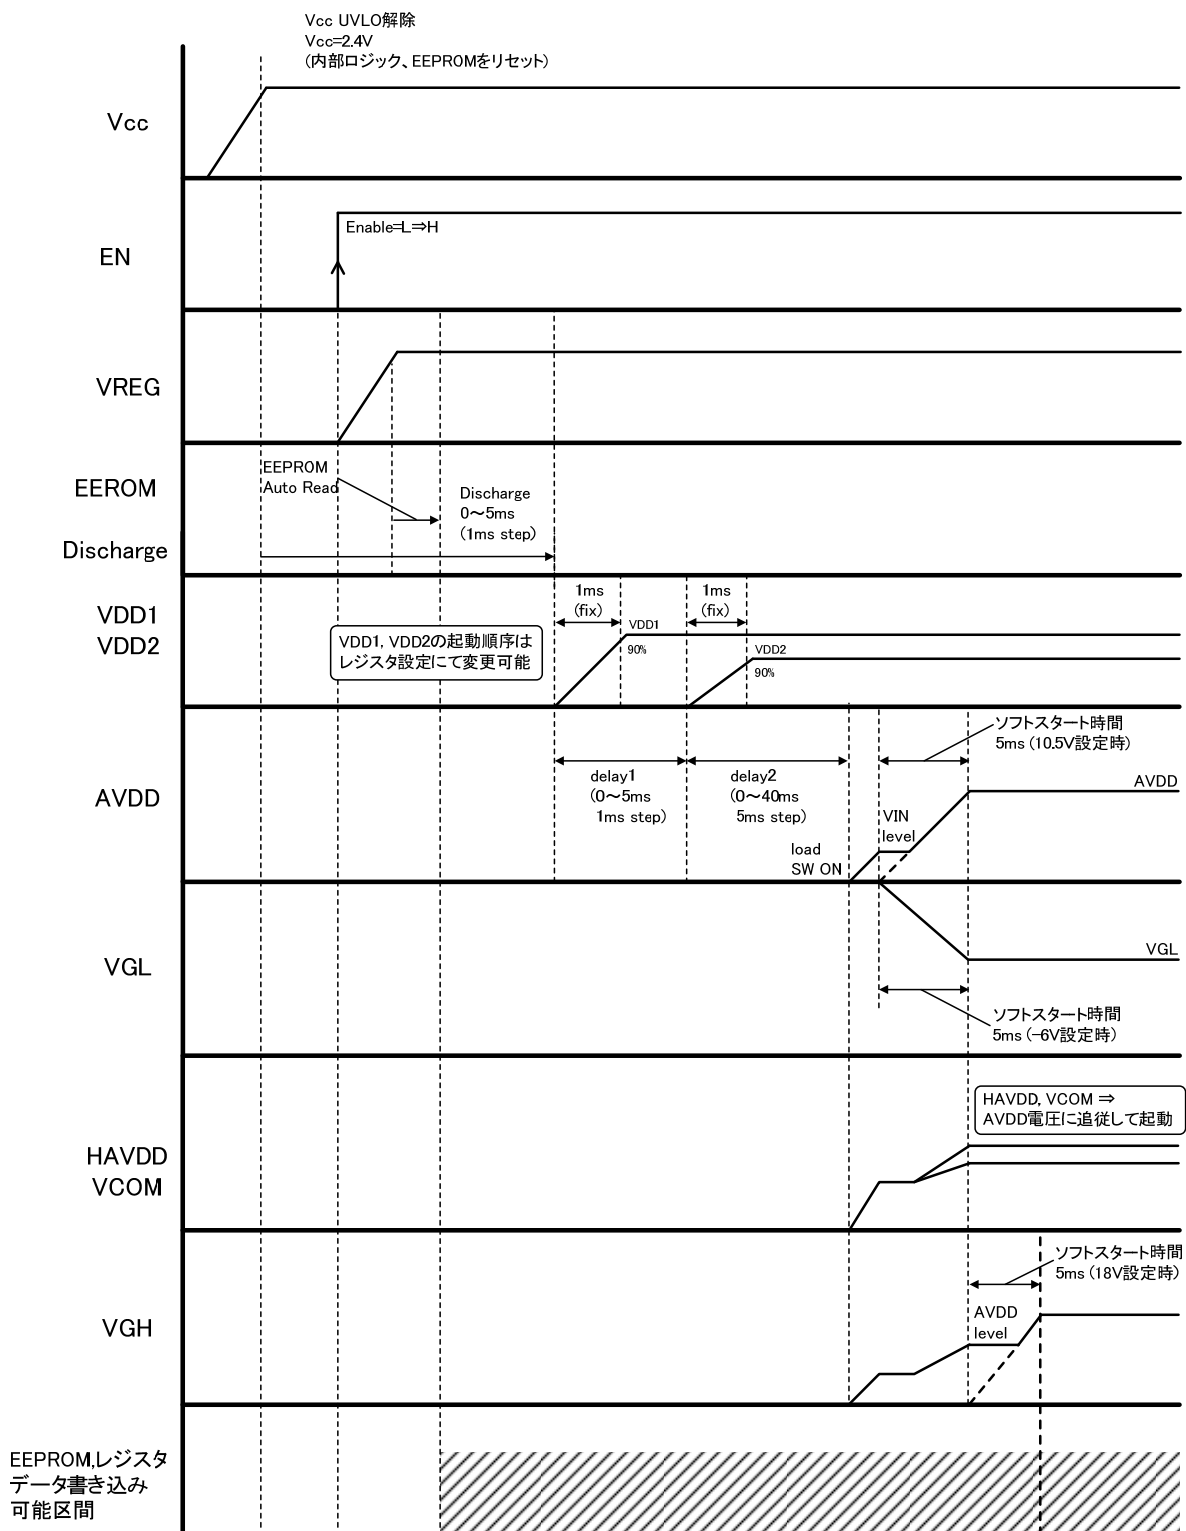 Vcc UVLO解除
Vcc=2.4V
(内部ロジック、EEPROMをリセット)
Vcc
Enable=L⇒H
EN
VREG
EEPROM
Auto Read
EEROM
Discharge
0～5ms
(1ms step)
Discharge
VDD1
VDD2
1ms
(fix)
1ms
(fix)
VDD1
90%
VDD2
90%
VDD1, VDD2の起動順序は
レジスタ設定にて変更可能
ソフトスタート時間
5ms (10.5V設定時)
AVDD
delay1
(0～5ms
1ms step)
delay2
(0～40ms
5ms step)
VIN
level
AVDD
load
SW ON
VGL
VGL
ソフトスタート時間
5ms (-6V設定時)
HAVDD, VCOM ⇒
AVDD電圧に追従して起動
HAVDD
VCOM
ソフトスタート時間
5ms (18V設定時)
VGH
AVDD
level
EEPROM,レジスタ
データ書き込み
可能区間